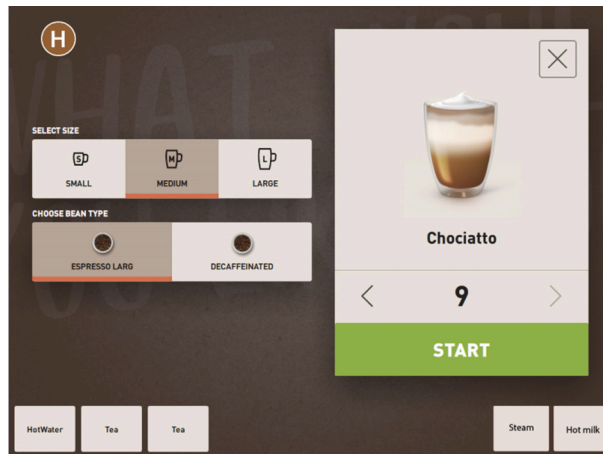 H
SELECT SIZE
S M L
SMALL MEDIUM LARGE
CHOOSE BEAN TYPE
ESPRESSO LARG DECAFFEINATED
Chociatto
9
START
HotWater Tea Tea Steam Hot milk